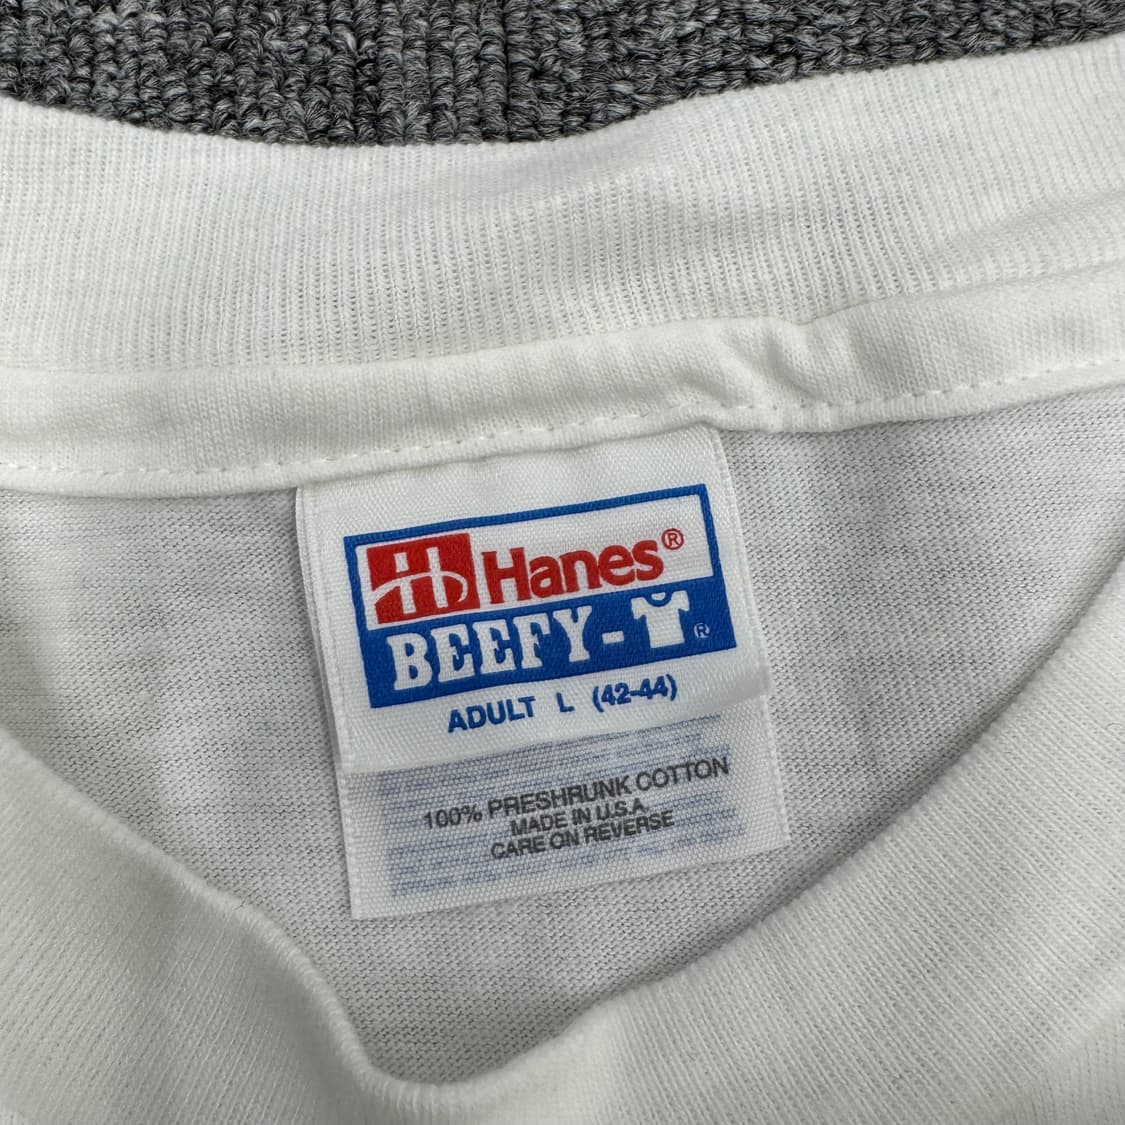 Hanes®
BEEFY-T®
ADULT L (42-44)
100% PRESHRUNK COTTON
MADE IN U.S.A.
CARE ON REVERSE